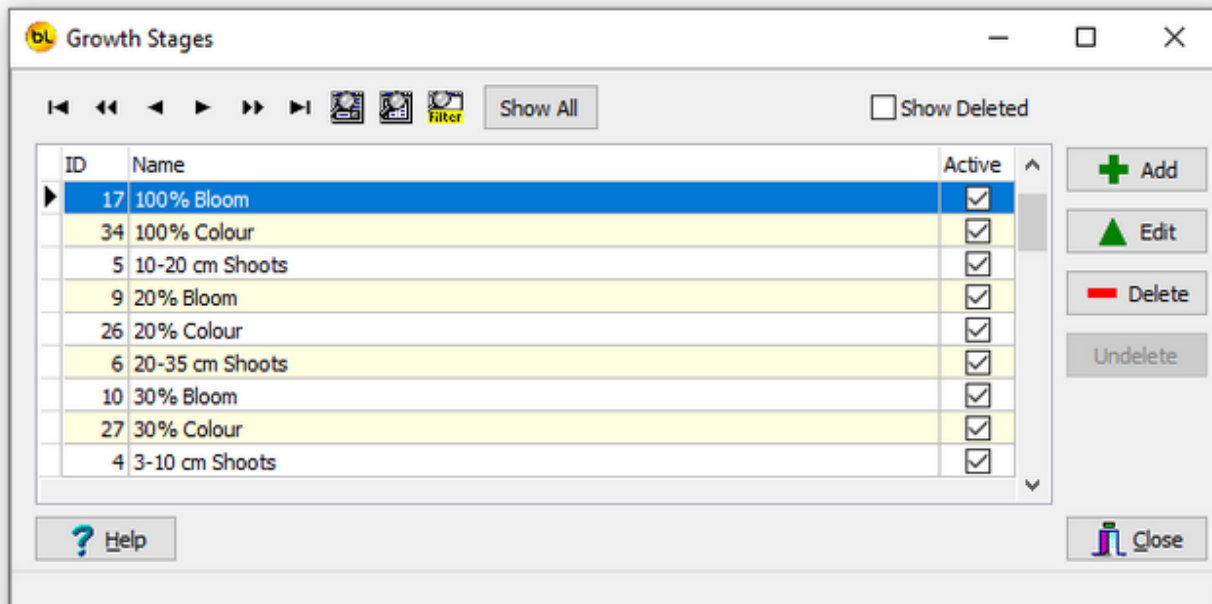 bL Growth Stages
Filter Show All Show Deleted
ID Name Active
17 100% Bloom
34 100% Colour
5 10-20 cm Shoots
9 20% Bloom
26 20% Colour
6 20-35 cm Shoots
10 30% Bloom
27 30% Colour
4 3-10 cm Shoots
Add
Edit
Delete
Undelete
Help
Close